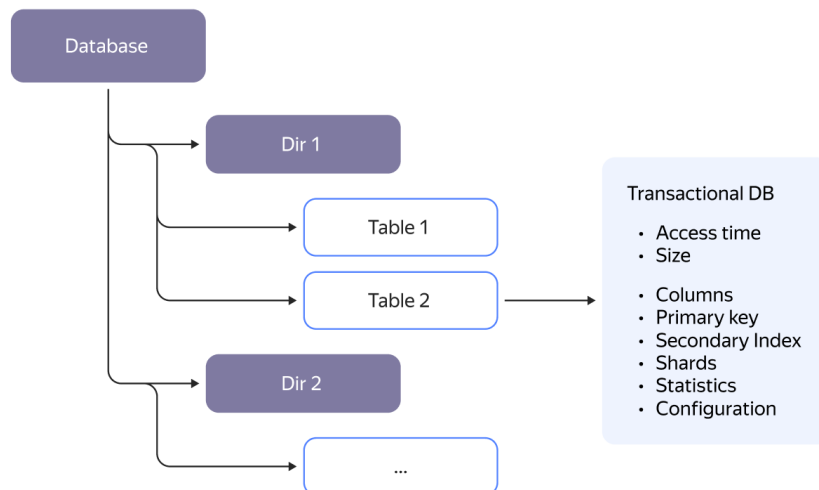 Database
Dir 1
Table 1
Table 2
Dir 2
...
Transactional DB
• Access time
• Size
• Columns
• Primary key
• Secondary Index
• Shards
• Statistics
• Configuration